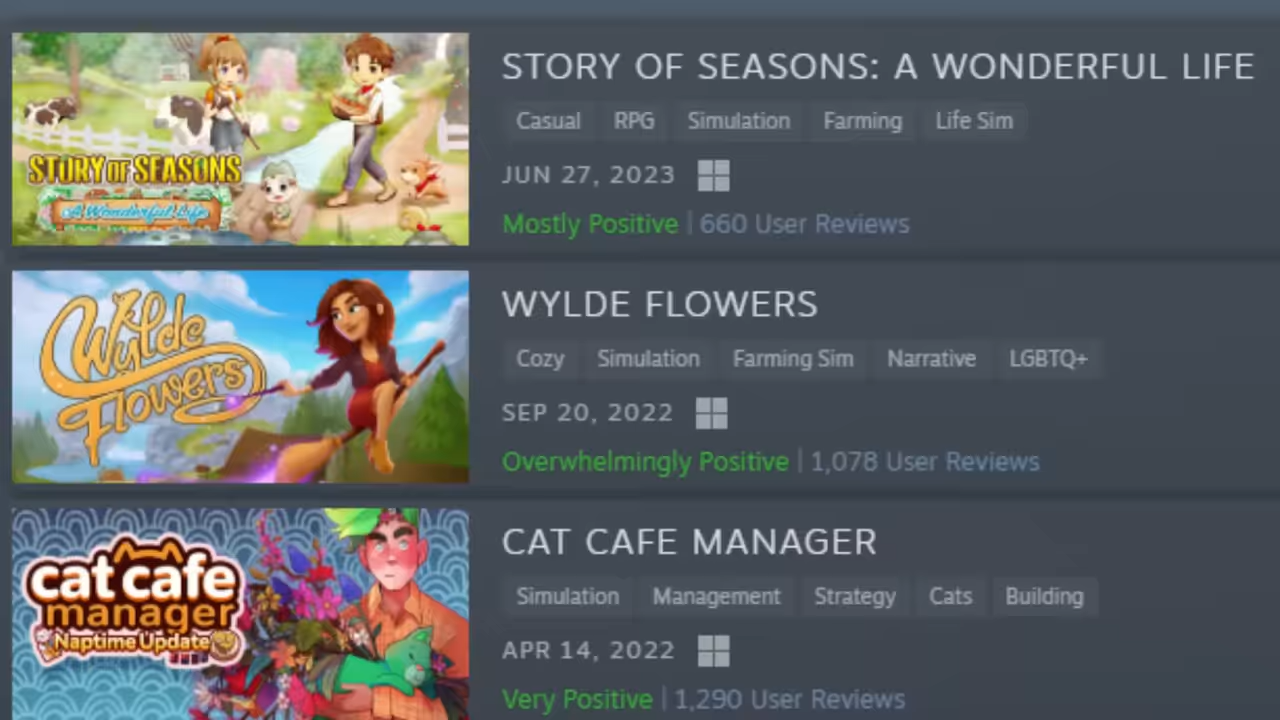 STORY OF SEASONS: A WONDERFUL LIFE
Casual RPG Simulation Farming Life Sim
JUN 27, 2023
Mostly Positive | 660 User Reviews
STORY OF SEASONS
A Wonderful Life
WYLDE FLOWERS
Cozy Simulation Farming Sim Narrative LGBTQ+
SEP 20, 2022
Overwhelmingly Positive | 1,078 User Reviews
Wylde
Flowers
CAT CAFE MANAGER
Simulation Management Strategy Cats Building
APR 14, 2022
Very Positive | 1,290 User Reviews
cat cafe
manager
Naptime Update